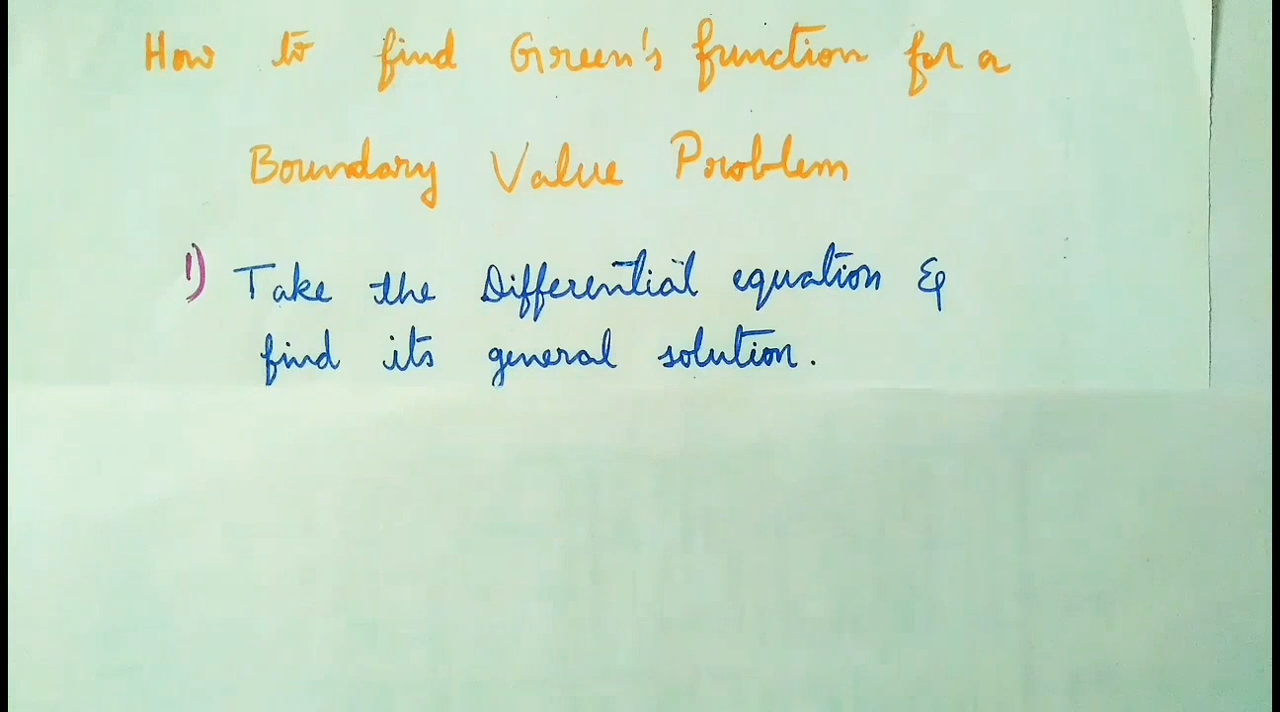 How to find Green's function for a
Boundary Value Problem
1) Take the Differential equation &
find its general solution.